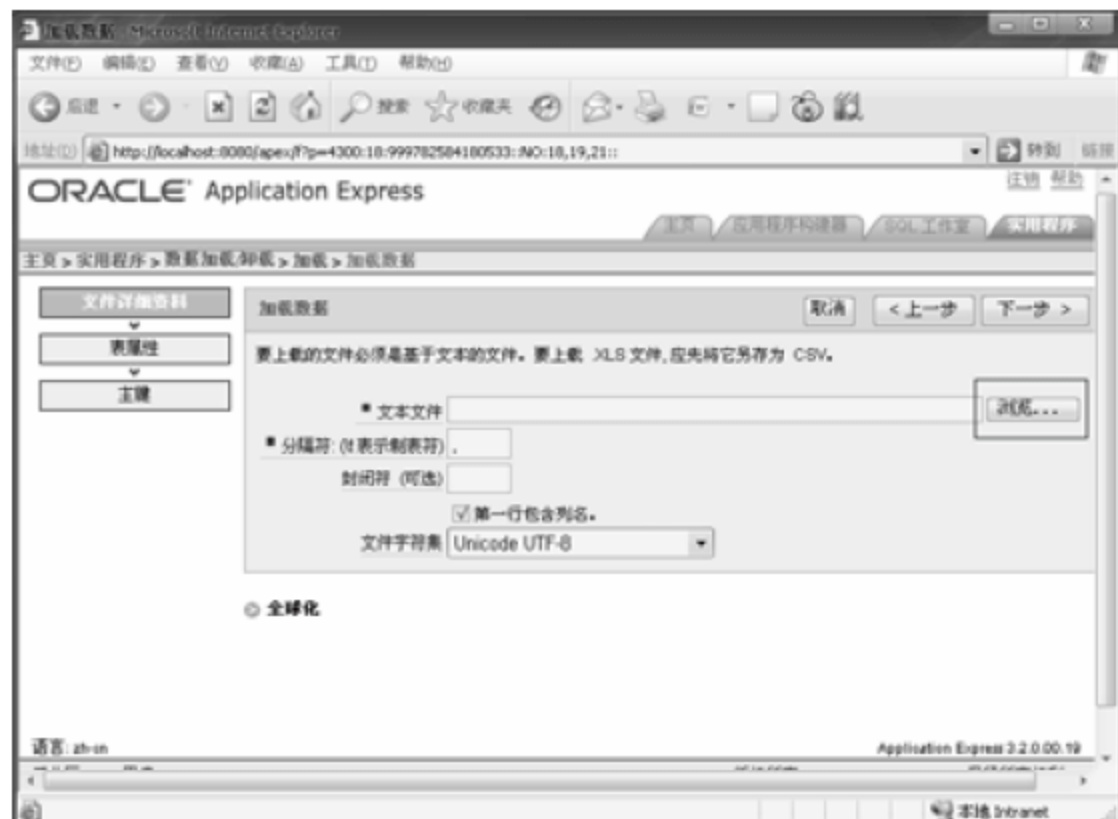 加载数据 - Microsoft Internet Explorer
文件(F) 编辑(E) 查看(V) 收藏(A) 工具(T) 帮助(H)
后退 搜索 收藏夹
地址(D) http://localhost:8080/apex/f?p=4300:18:999782584180533::NO:18,19,21:: 转到 链接
ORACLE Application Express
注销 帮助
主页 应用程序构建器 SQL 工作室 实用程序
主页 > 实用程序 > 数据加载/卸载 > 加载 > 加载数据
文件详细资料
表属性
主键
加载数据 取消 < 上一步 下一步 >
要上载的文件必须是基于文本的文件。要上载 XLS 文件,应先将它另存为 CSV。
* 文本文件 浏览...
* 分隔符: (\t 表示制表符) ,
封闭符 (可选)
第一行包含列名。
文件字符集 Unicode UTF-8
全球化
语言: zh-cn Application Express 3.2.0.00.19
本地 Intranet